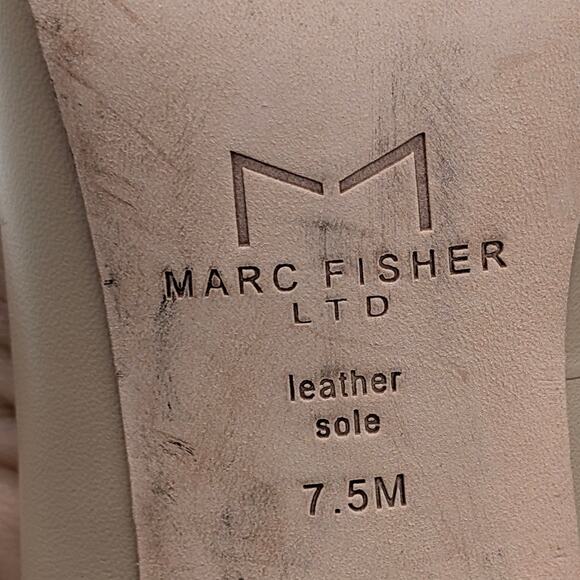 MARC FISHER
LTD
leather
sole
7.5M